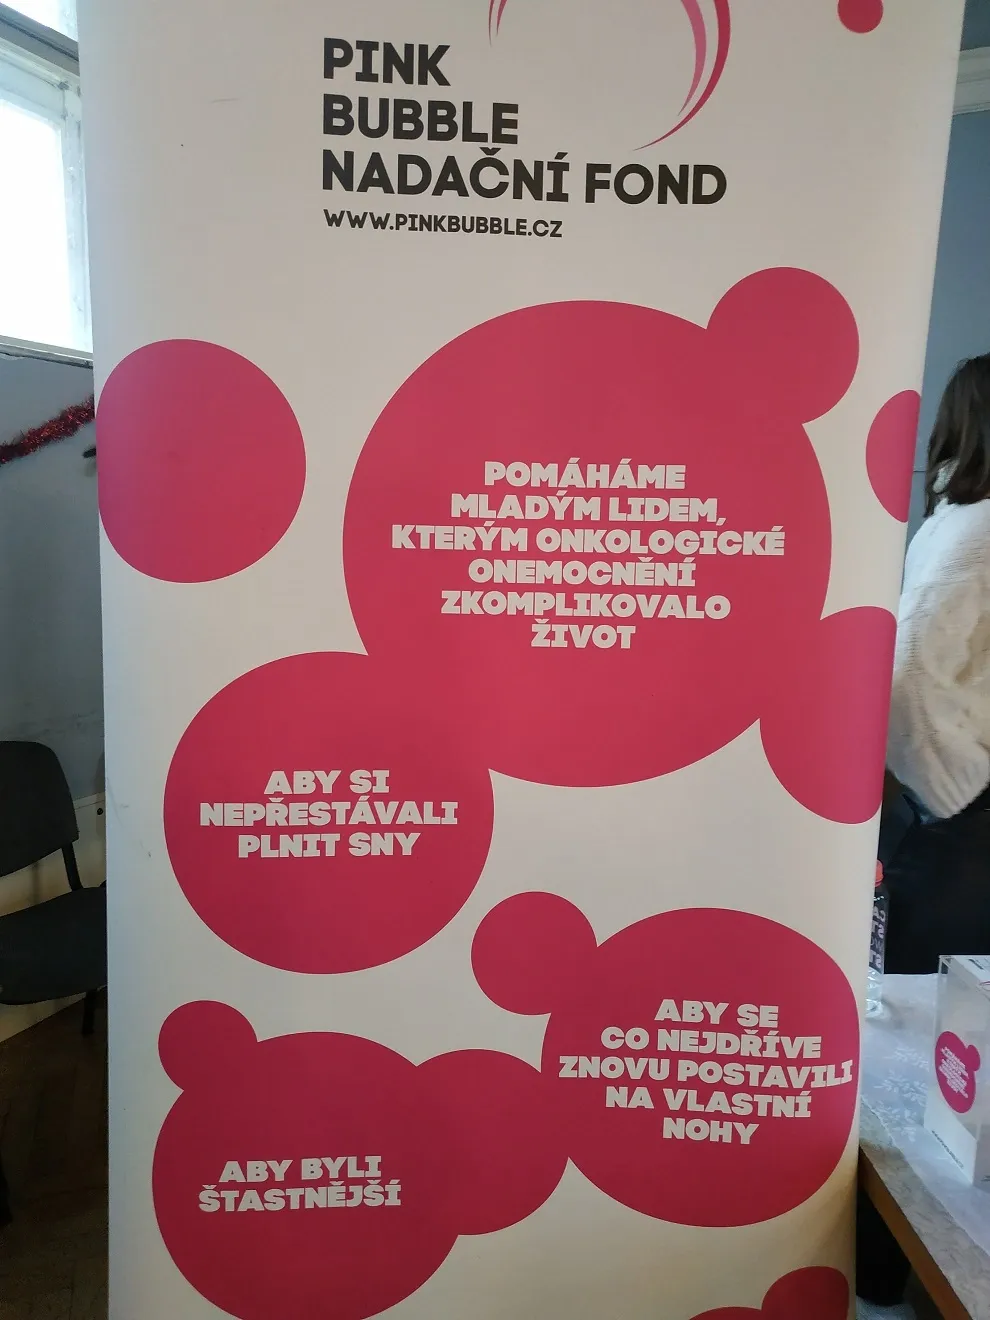 PINK
BUBBLE
NADAČNÍ FOND
WWW.PINKBUBBLE.CZ
POMÁHÁME
MLADÝM LIDEM,
KTERÝM ONKOLOGICKÉ
ONEMOCNĚNÍ
ZKOMPLIKOVALO
ŽIVOT
ABY SI
NEPŘESTÁVALI
PLNIT SNY
ABY SE
CO NEJDŘÍVE
ZNOVU POSTAVILI
NA VLASTNÍ
NOHY
ABY BYLI
ŠTASTNĚJŠÍ